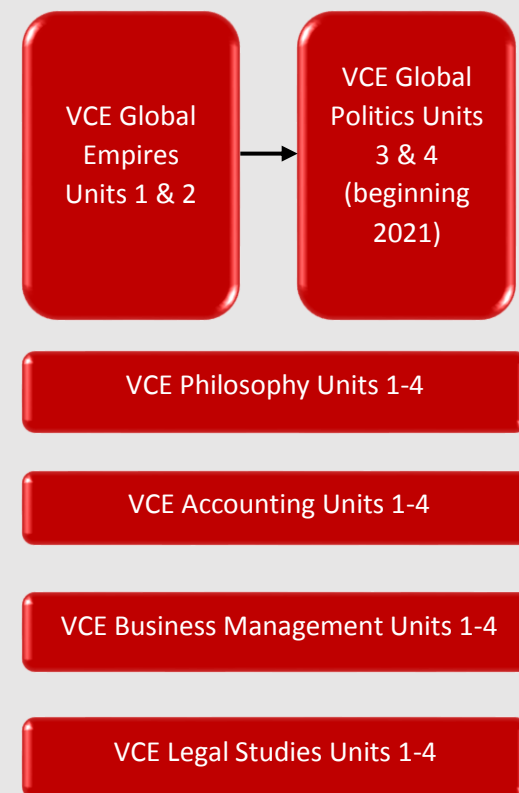 VCE Global
Empires
Units 1 & 2
VCE Global
Politics Units
3 & 4
(beginning
2021)
VCE Philosophy Units 1-4
VCE Accounting Units 1-4
VCE Business Management Units 1-4
VCE Legal Studies Units 1-4